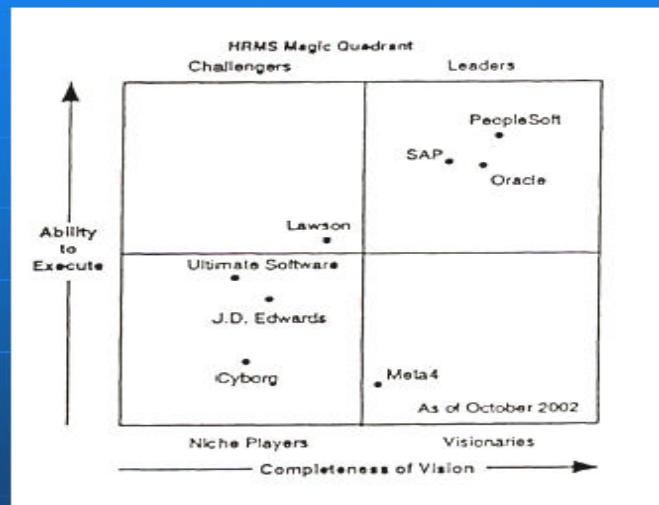 HRMS Magic Quadrant
Challengers
Leaders
PeopleSoft
SAP
Oracle
Lawson
Ability
to
Execute
Ultimate Software
J.D. Edwards
Cyborg
Meta4
As of October 2002
Niche Players
Visionaries
Completeness of Vision